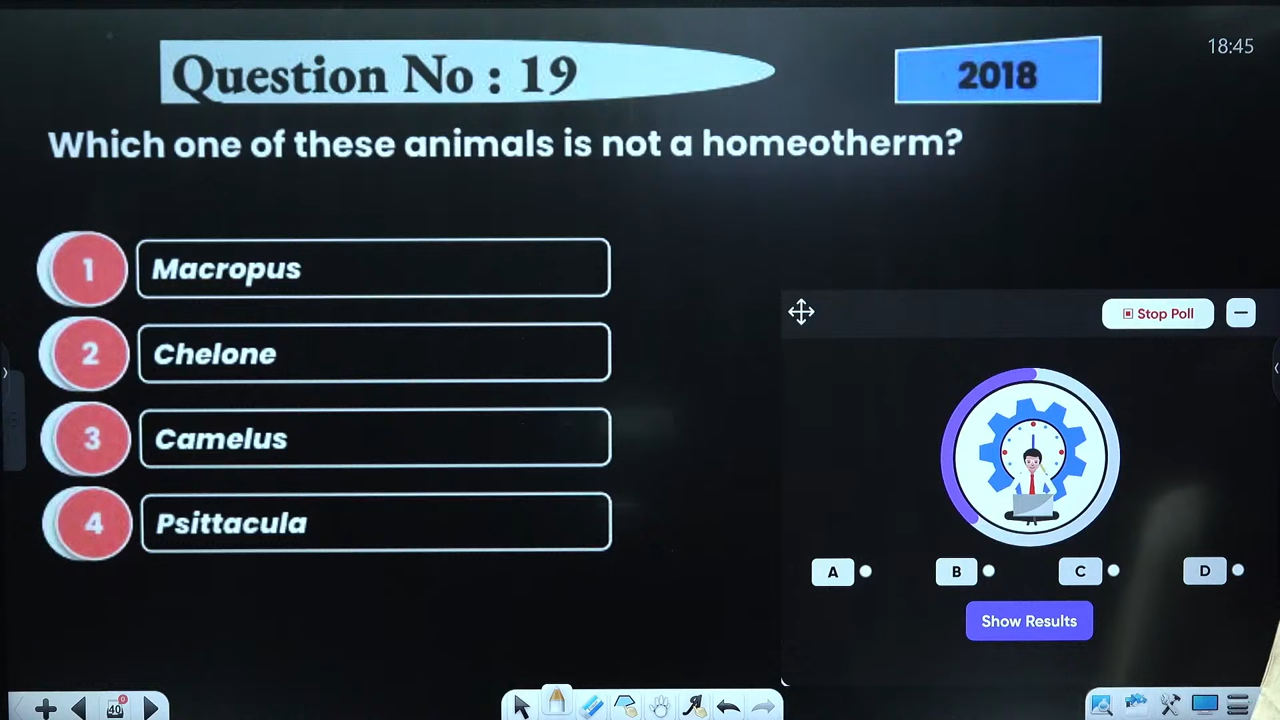 Question No : 19
2018
18:45
Which one of these animals is not a homeotherm?
1 Macropus
2 Chelone
3 Camelus
4 Psittacula
Stop Poll
A B C D
Show Results
40
0